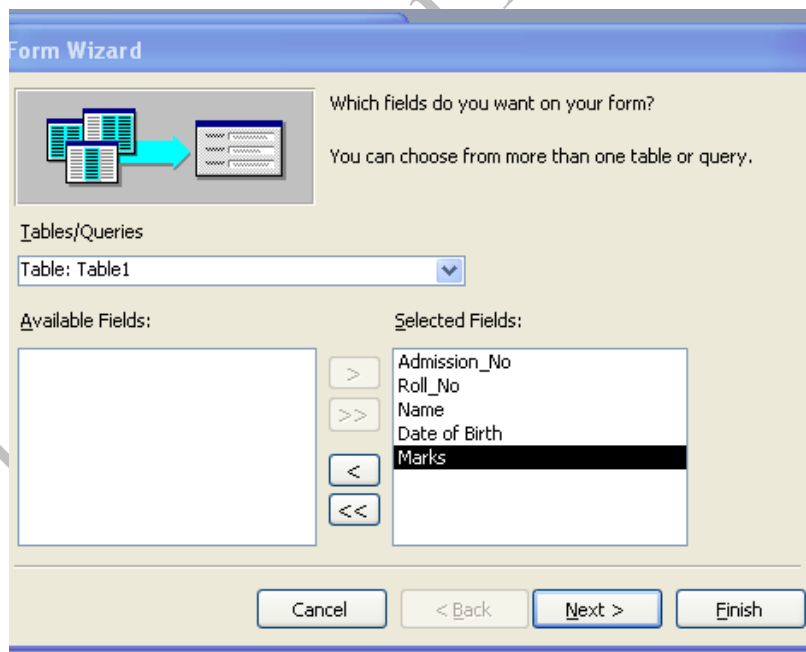 Form Wizard
Which fields do you want on your form?
You can choose from more than one table or query.
Tables/Queries
Table: Table1
Available Fields:
Selected Fields:
>
>>
<
<<
Admission_No
Roll_No
Name
Date of Birth
Marks
Cancel
< Back
Next >
Finish